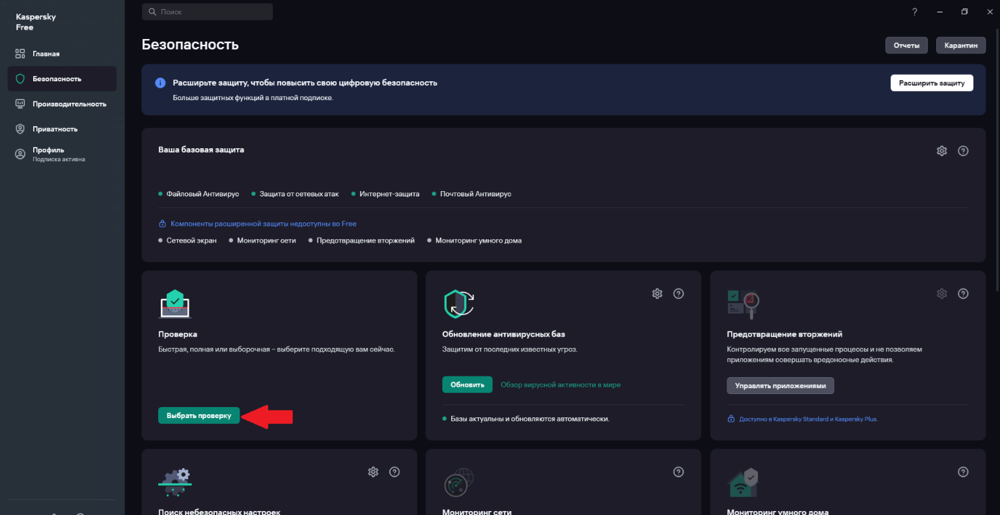 Kaspersky
Free
Поиск
Главная
Безопасность
Производительность
Приватность
Профиль
Подписка активна
Безопасность
Отчеты
Карантин
Расширьте защиту, чтобы повысить свою цифровую безопасность
Больше защитных функций в платной подписке.
Расширить защиту
Ваша базовая защита
Файловый Антивирус Защита от сетевых атак Интернет-защита Почтовый Антивирус
Компоненты расширенной защиты недоступны во Free
Сетевой экран Мониторинг сети Предотвращение вторжений Мониторинг умного дома
Проверка
Быстрая, полная или выборочная – выберите подходящую вам сейчас.
Выбрать проверку
Обновление антивирусных баз
Защитим от последних известных угроз.
Обновить Обзор вирусной активности в мире
Базы актуальны и обновляются автоматически.
Предотвращение вторжений
Контролируем все запущенные процессы и не позволяем
приложениям совершать вредоносные действия.
Управлять приложениями
Доступно в Kaspersky Standard и Kaspersky Plus.
Поиск небезопасных настроек
Мониторинг сети
Мониторинг умного дома